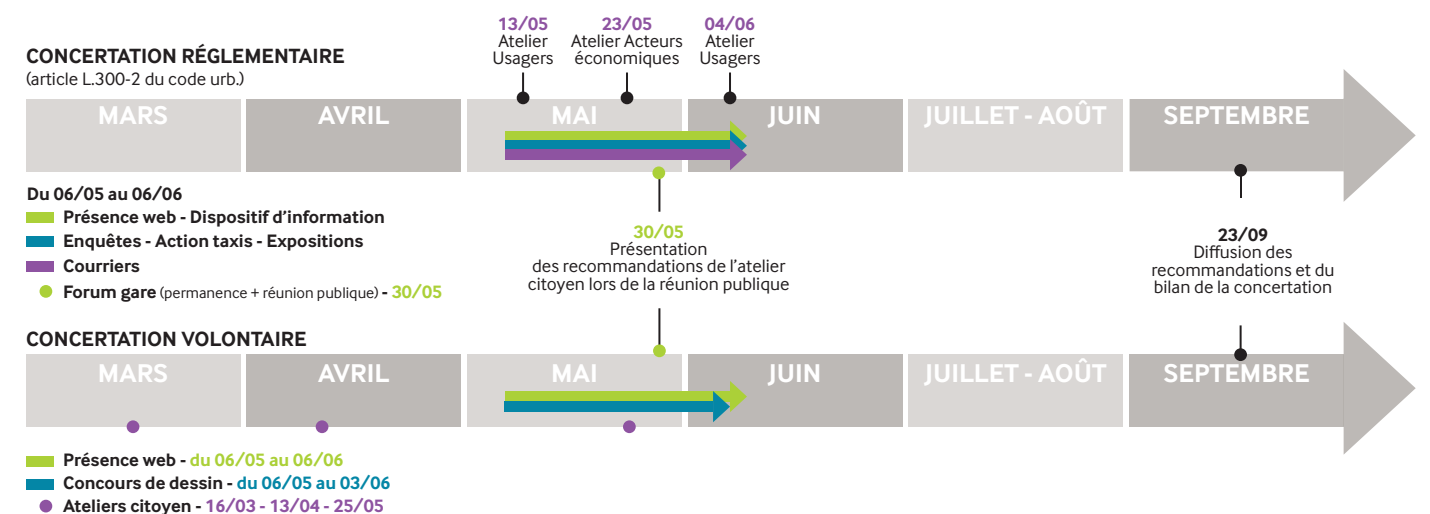 13/05
Atelier
Usagers
23/05
Atelier Acteurs
économiques
04/06
Atelier
Usagers
CONCERTATION RÉGLEMENTAIRE
(article L.300-2 du code urb.)
MARS
AVRIL
MAI
JUIN
JUILLET - AOÛT
SEPTEMBRE
Du 06/05 au 06/06
Présence web - Dispositif d'information
Enquêtes - Action taxis - Expositions
Courriers
Forum gare (permanence + réunion publique) - 30/05
30/05
Présentation
des recommandations de l'atelier
citoyen lors de la réunion publique
23/09
Diffusion des
recommandations et du
bilan de la concertation
CONCERTATION VOLONTAIRE
MARS
AVRIL
MAI
JUIN
JUILLET - AOÛT
SEPTEMBRE
Présence web - du 06/05 au 06/06
Concours de dessin - du 06/05 au 03/06
Ateliers citoyen - 16/03 - 13/04 - 25/05